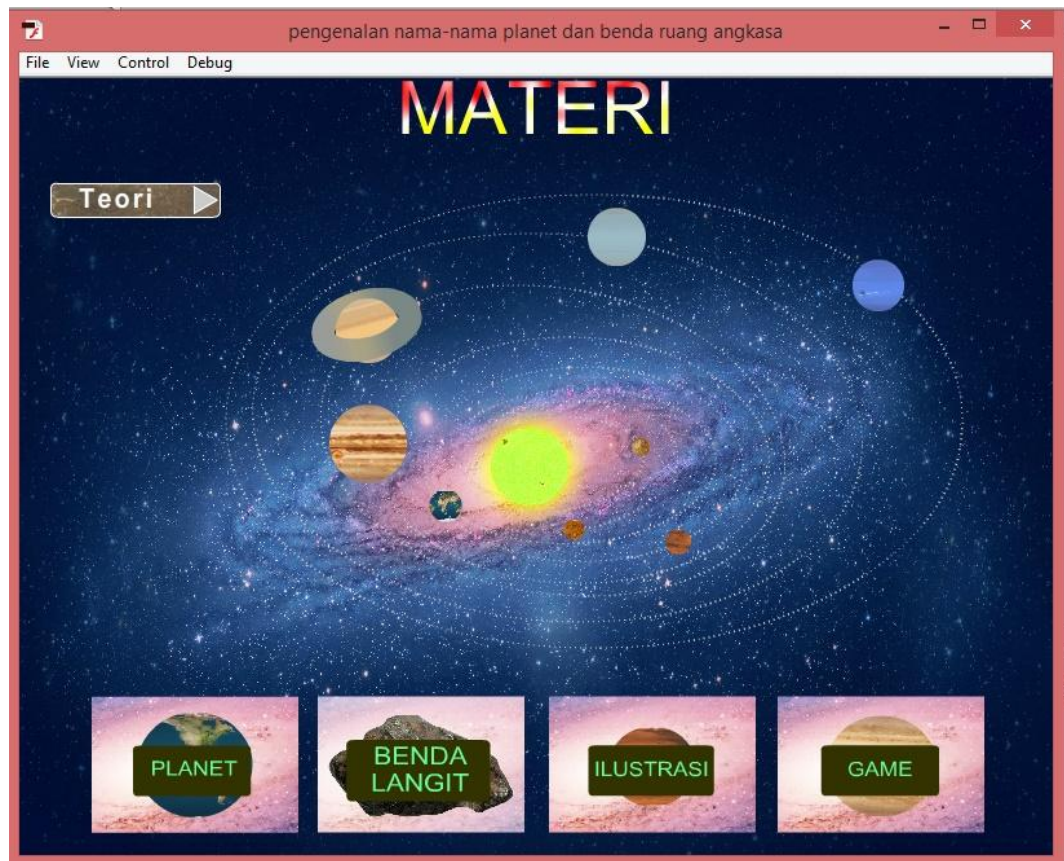 pengenalan nama-nama planet dan benda ruang angkasa
File View Control Debug
MATERI
Teori
PLANET
BENDA
LANGIT
ILUSTRASI
GAME